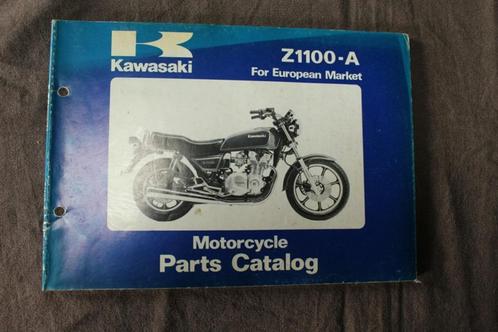 Kawasaki
Z1100-A
For European Market
Kawasaki
Motorcycle
Parts Catalog